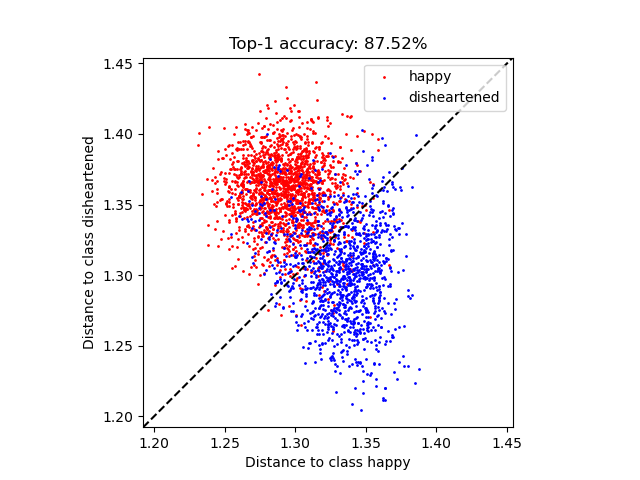 Top-1 accuracy: 87.52%
happy
disheartened
Distance to class disheartened
1.45
1.40
1.35
1.30
1.25
1.20
1.20 1.25 1.30 1.35 1.40 1.45
Distance to class happy